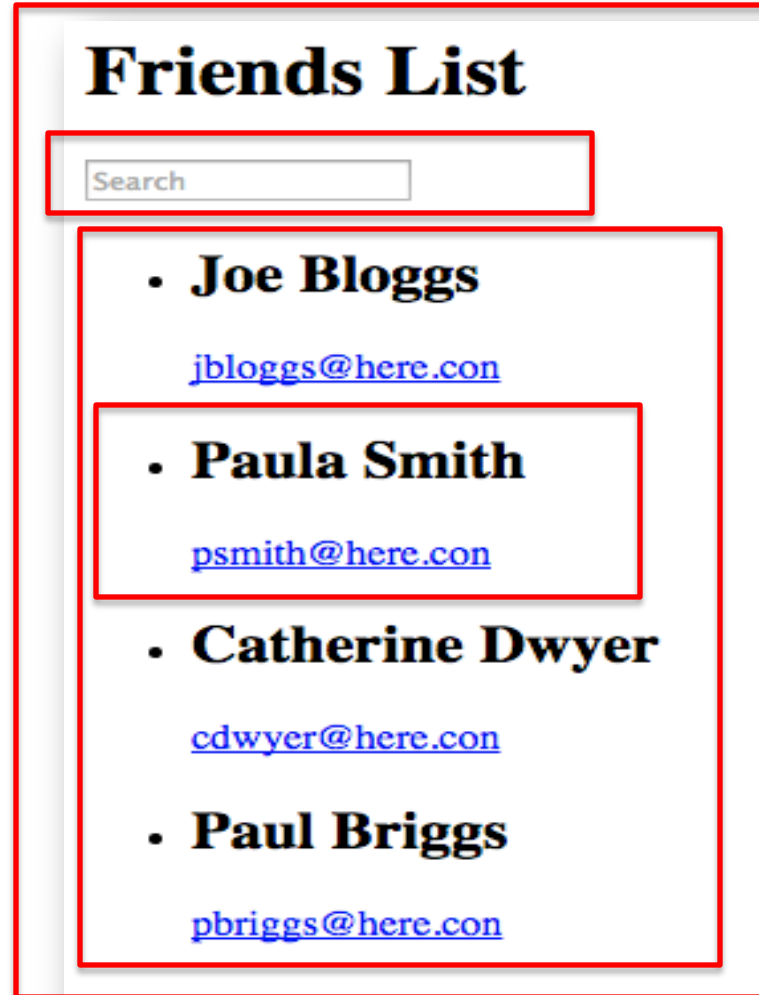 Friends List
Search
Joe Bloggs
jbloggs@here.con
Paula Smith
psmith@here.con
Catherine Dwyer
cdwyer@here.con
Paul Briggs
pbriggs@here.con